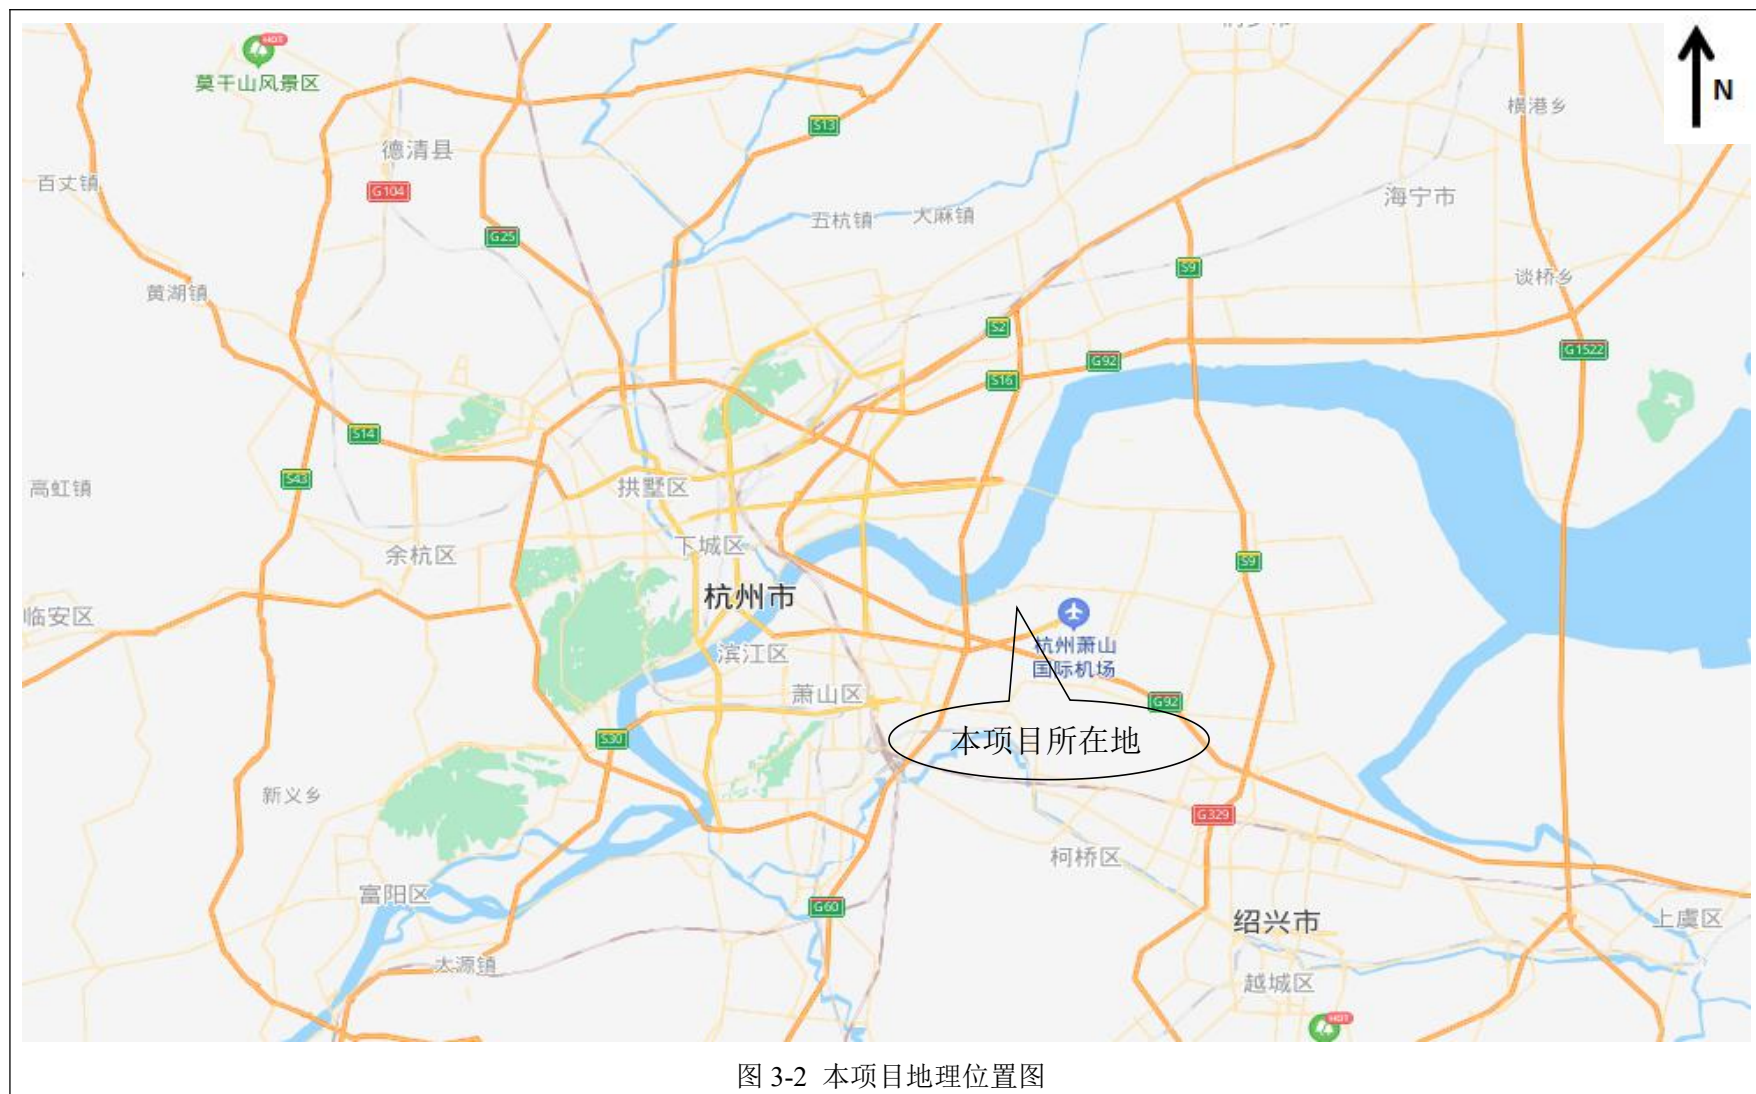 HOT
莫干山风景区
N
横港乡
S13
德清县
百丈镇
G104
海宁市
五杭镇
大麻镇
G25
S9
谈桥乡
黄湖镇
S2
G92
G1522
S16
S14
S43
高虹镇
拱墅区
下城区
余杭区
S9
杭州市
临安区
杭州萧山
国际机场
滨江区
萧山区
G92
S30
本项目所在地
新义乡
G329
柯桥区
富阳区
G60
绍兴市
上虞区
太源镇
越城区
HOT
图 3-2 本项目地理位置图